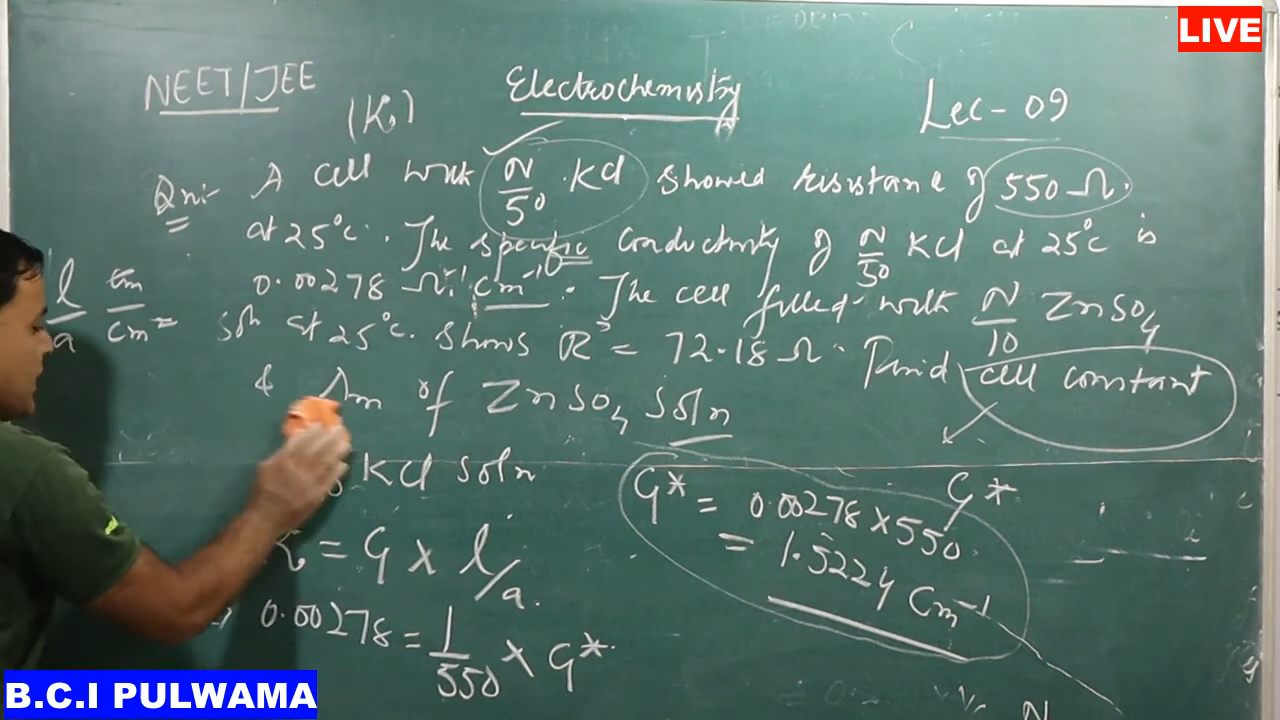 LIVE
NEET/JEE
Electrochemistry
Lec-09
(K,)
Qn:- A cell with N/50 . KCl showed resistance of 550 Ω.
at 25°C. The specific conductivity of N/50 KCl at 25°C is
0.00278 Ω⁻¹ cm⁻¹. The cell filled with N/10 ZnSO4
soln at 25°C. shows R = 72.18 Ω. Find cell constant
& Λm of ZnSO4 soln
l/a cm/cm²
KCl soln
K = G × l/a.
0.00278 = 1/550 × G*
G* = 0.00278 × 550
= 1.5224 cm⁻¹
G*
N
B.C.I PULWAMA